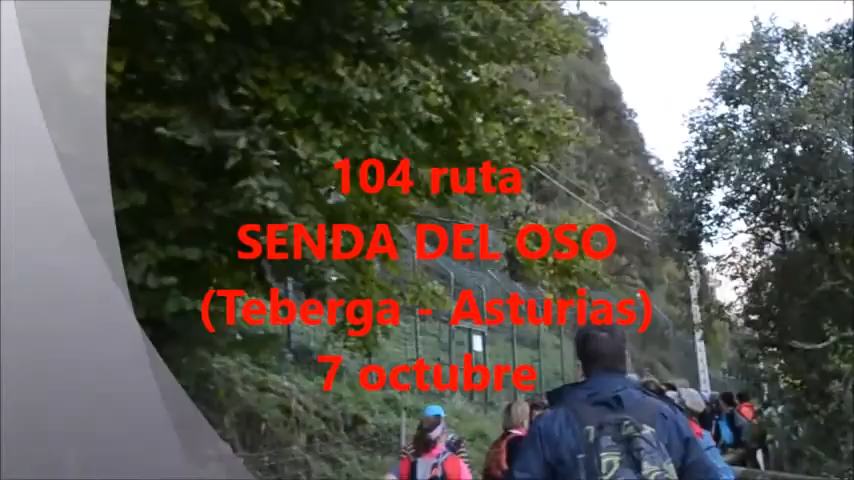 104 ruta
SENDA DEL OSO
(Teberga - Asturias)
7 octubre